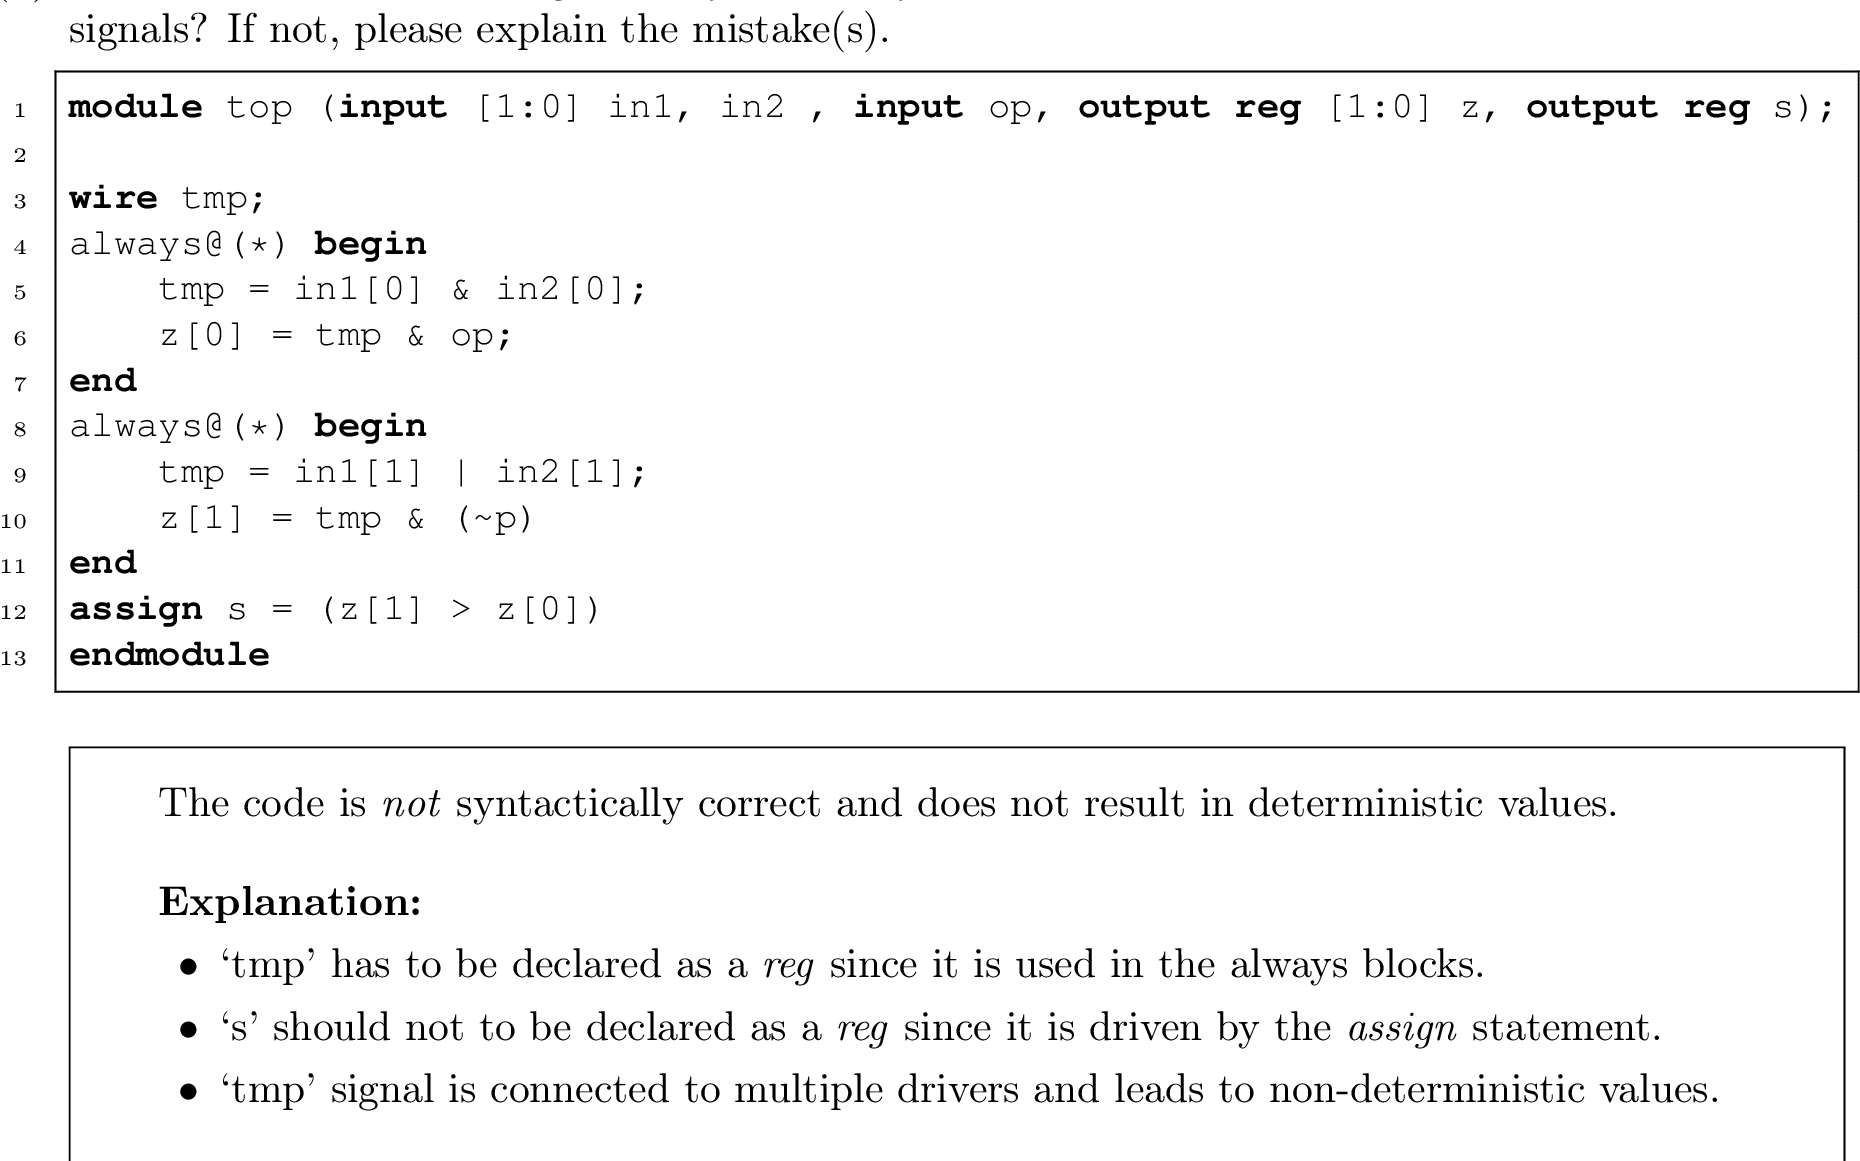 signals? If not, please explain the mistake(s).
1 module top (input [1:0] in1, in2 , input op, output reg [1:0] z, output reg s);
2
3 wire tmp;
4 always@(*) begin
5 tmp = in1[0] & in2[0];
6 z[0] = tmp & op;
7 end
8 always@(*) begin
9 tmp = in1[1] | in2[1];
10 z[1] = tmp & (~p)
11 end
12 assign s = (z[1] > z[0])
13 endmodule
The code is not syntactically correct and does not result in deterministic values.
Explanation:
• ‘tmp’ has to be declared as a reg since it is used in the always blocks.
• ‘s’ should not to be declared as a reg since it is driven by the assign statement.
• ‘tmp’ signal is connected to multiple drivers and leads to non-deterministic values.